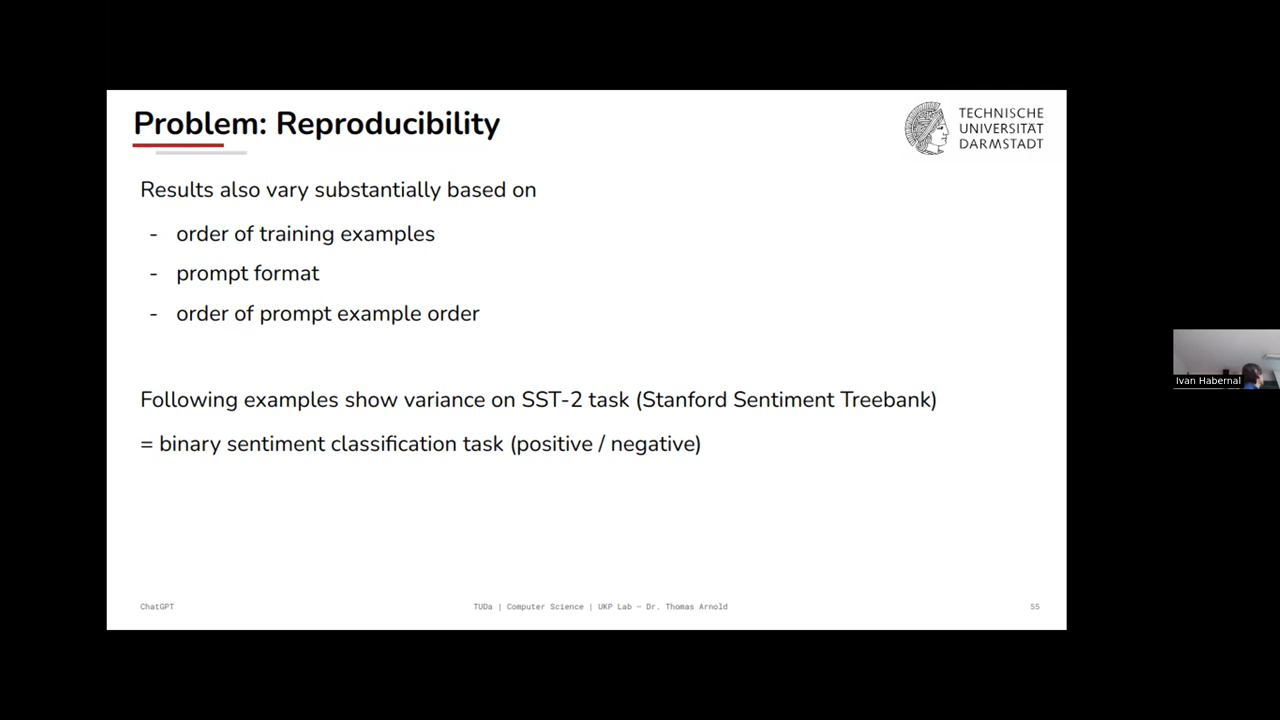 Problem: Reproducibility
TECHNISCHE
UNIVERSITÄT
DARMSTADT
Results also vary substantially based on
- order of training examples
- prompt format
- order of prompt example order
Following examples show variance on SST-2 task (Stanford Sentiment Treebank)
= binary sentiment classification task (positive / negative)
Ivan Habernal
ChatGPT
TUDa | Computer Science | UKP Lab – Dr. Thomas Arnold
55